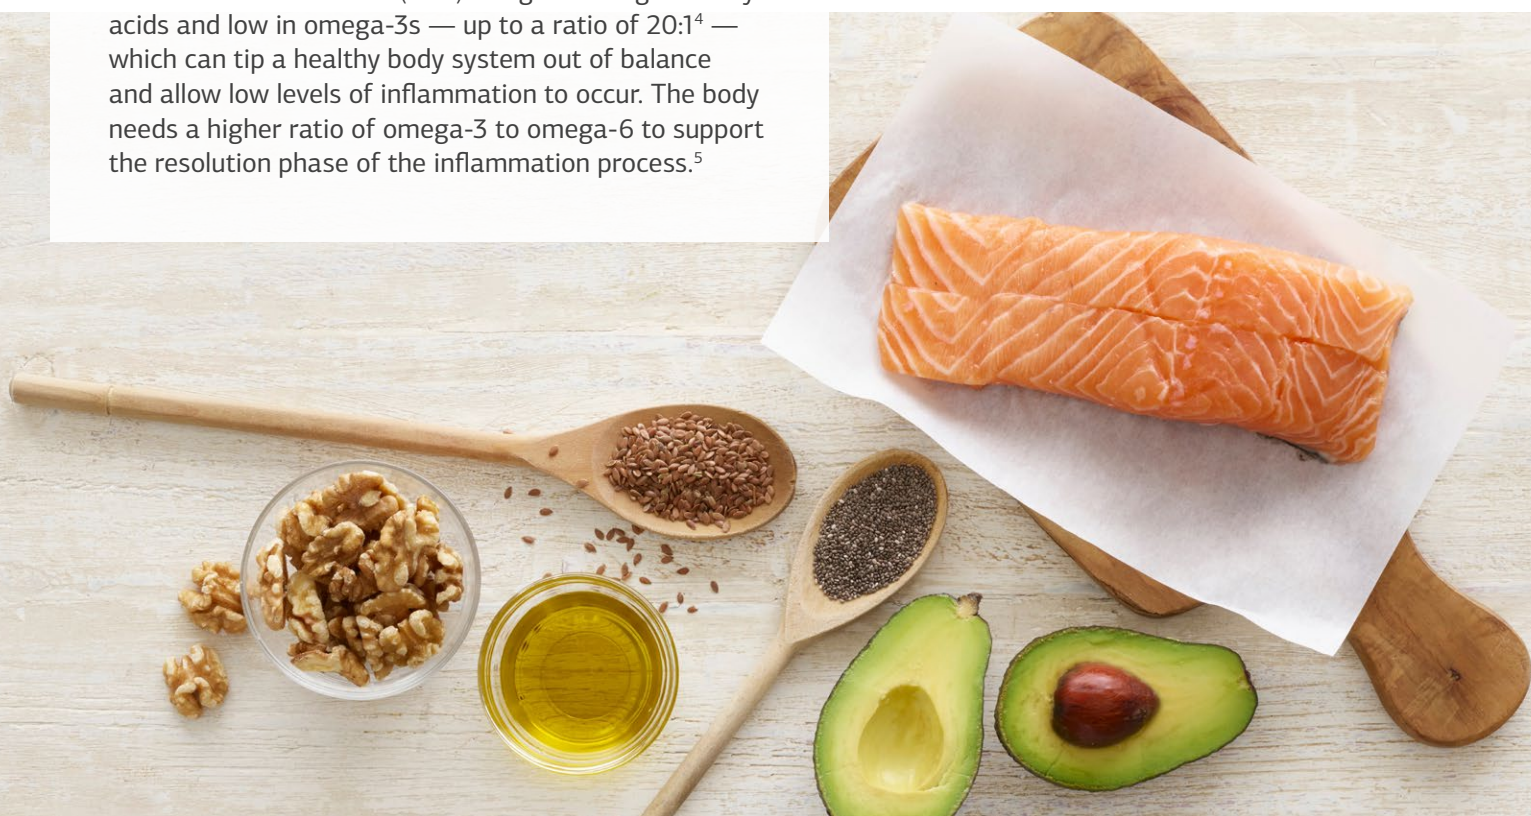 acids and low in omega-3s — up to a ratio of 20:1⁴ —
which can tip a healthy body system out of balance
and allow low levels of inflammation to occur. The body
needs a higher ratio of omega-3 to omega-6 to support
the resolution phase of the inflammation process.⁵